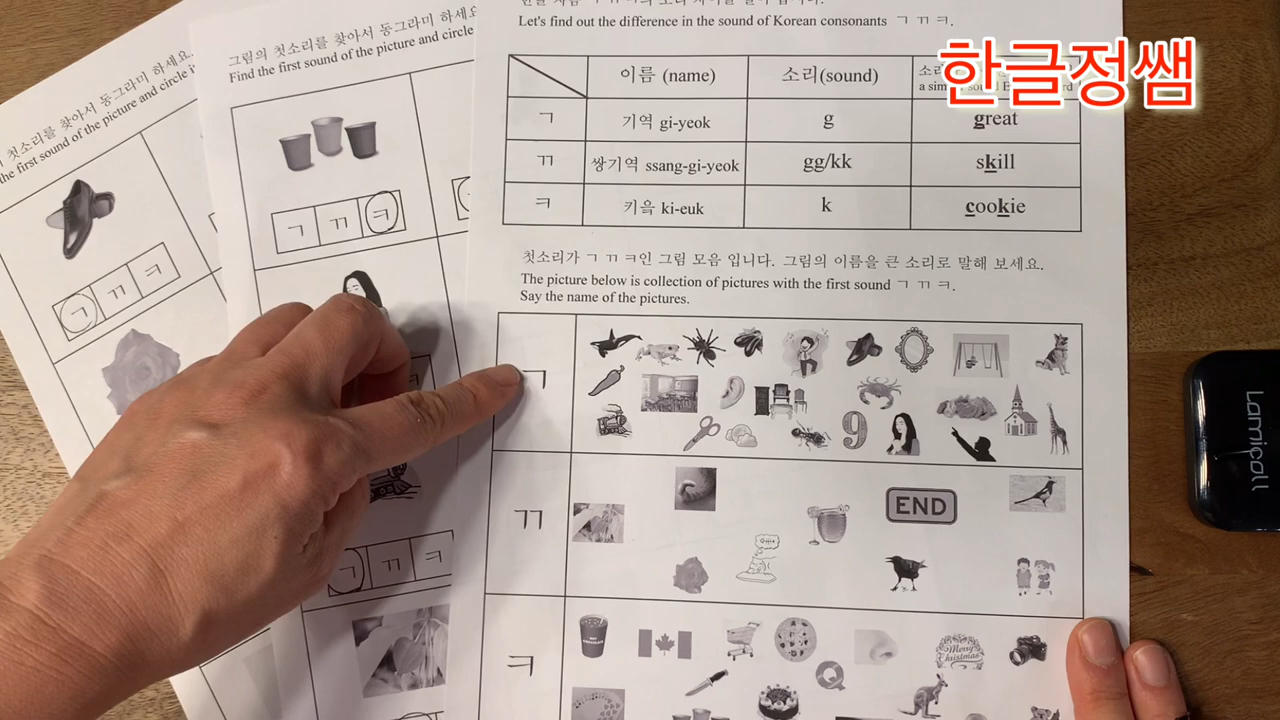 한글정쌤
Let's find out the difference in the sound of Korean consonants ㄱ ㄲ ㅋ.
이름 (name)
소리(sound)
ㄱ
기역 gi-yeok
g
great
ㄲ
쌍기역 ssang-gi-yeok
gg/kk
skill
ㅋ
키읔 ki-euk
k
cookie
첫소리가 ㄱ ㄲ ㅋ인 그림 모음 입니다. 그림의 이름을 큰 소리로 말해 보세요.
The picture below is collection of pictures with the first sound ㄱ ㄲ ㅋ.
Say the name of the pictures.
ㄱ
9
ㄲ
END
ㅋ
Merry
Christmas
Q
그림의 첫소리를 찾아서 동그라미 하세요
Find the first sound of the picture and circle
ㄱ ㄲ ㅋ
ㄱ ㄲ ㅋ
첫소리를 찾아서 동그라미 하세요.
the first sound of the picture and circle
ㄱ ㄲ ㅋ
Lamicall